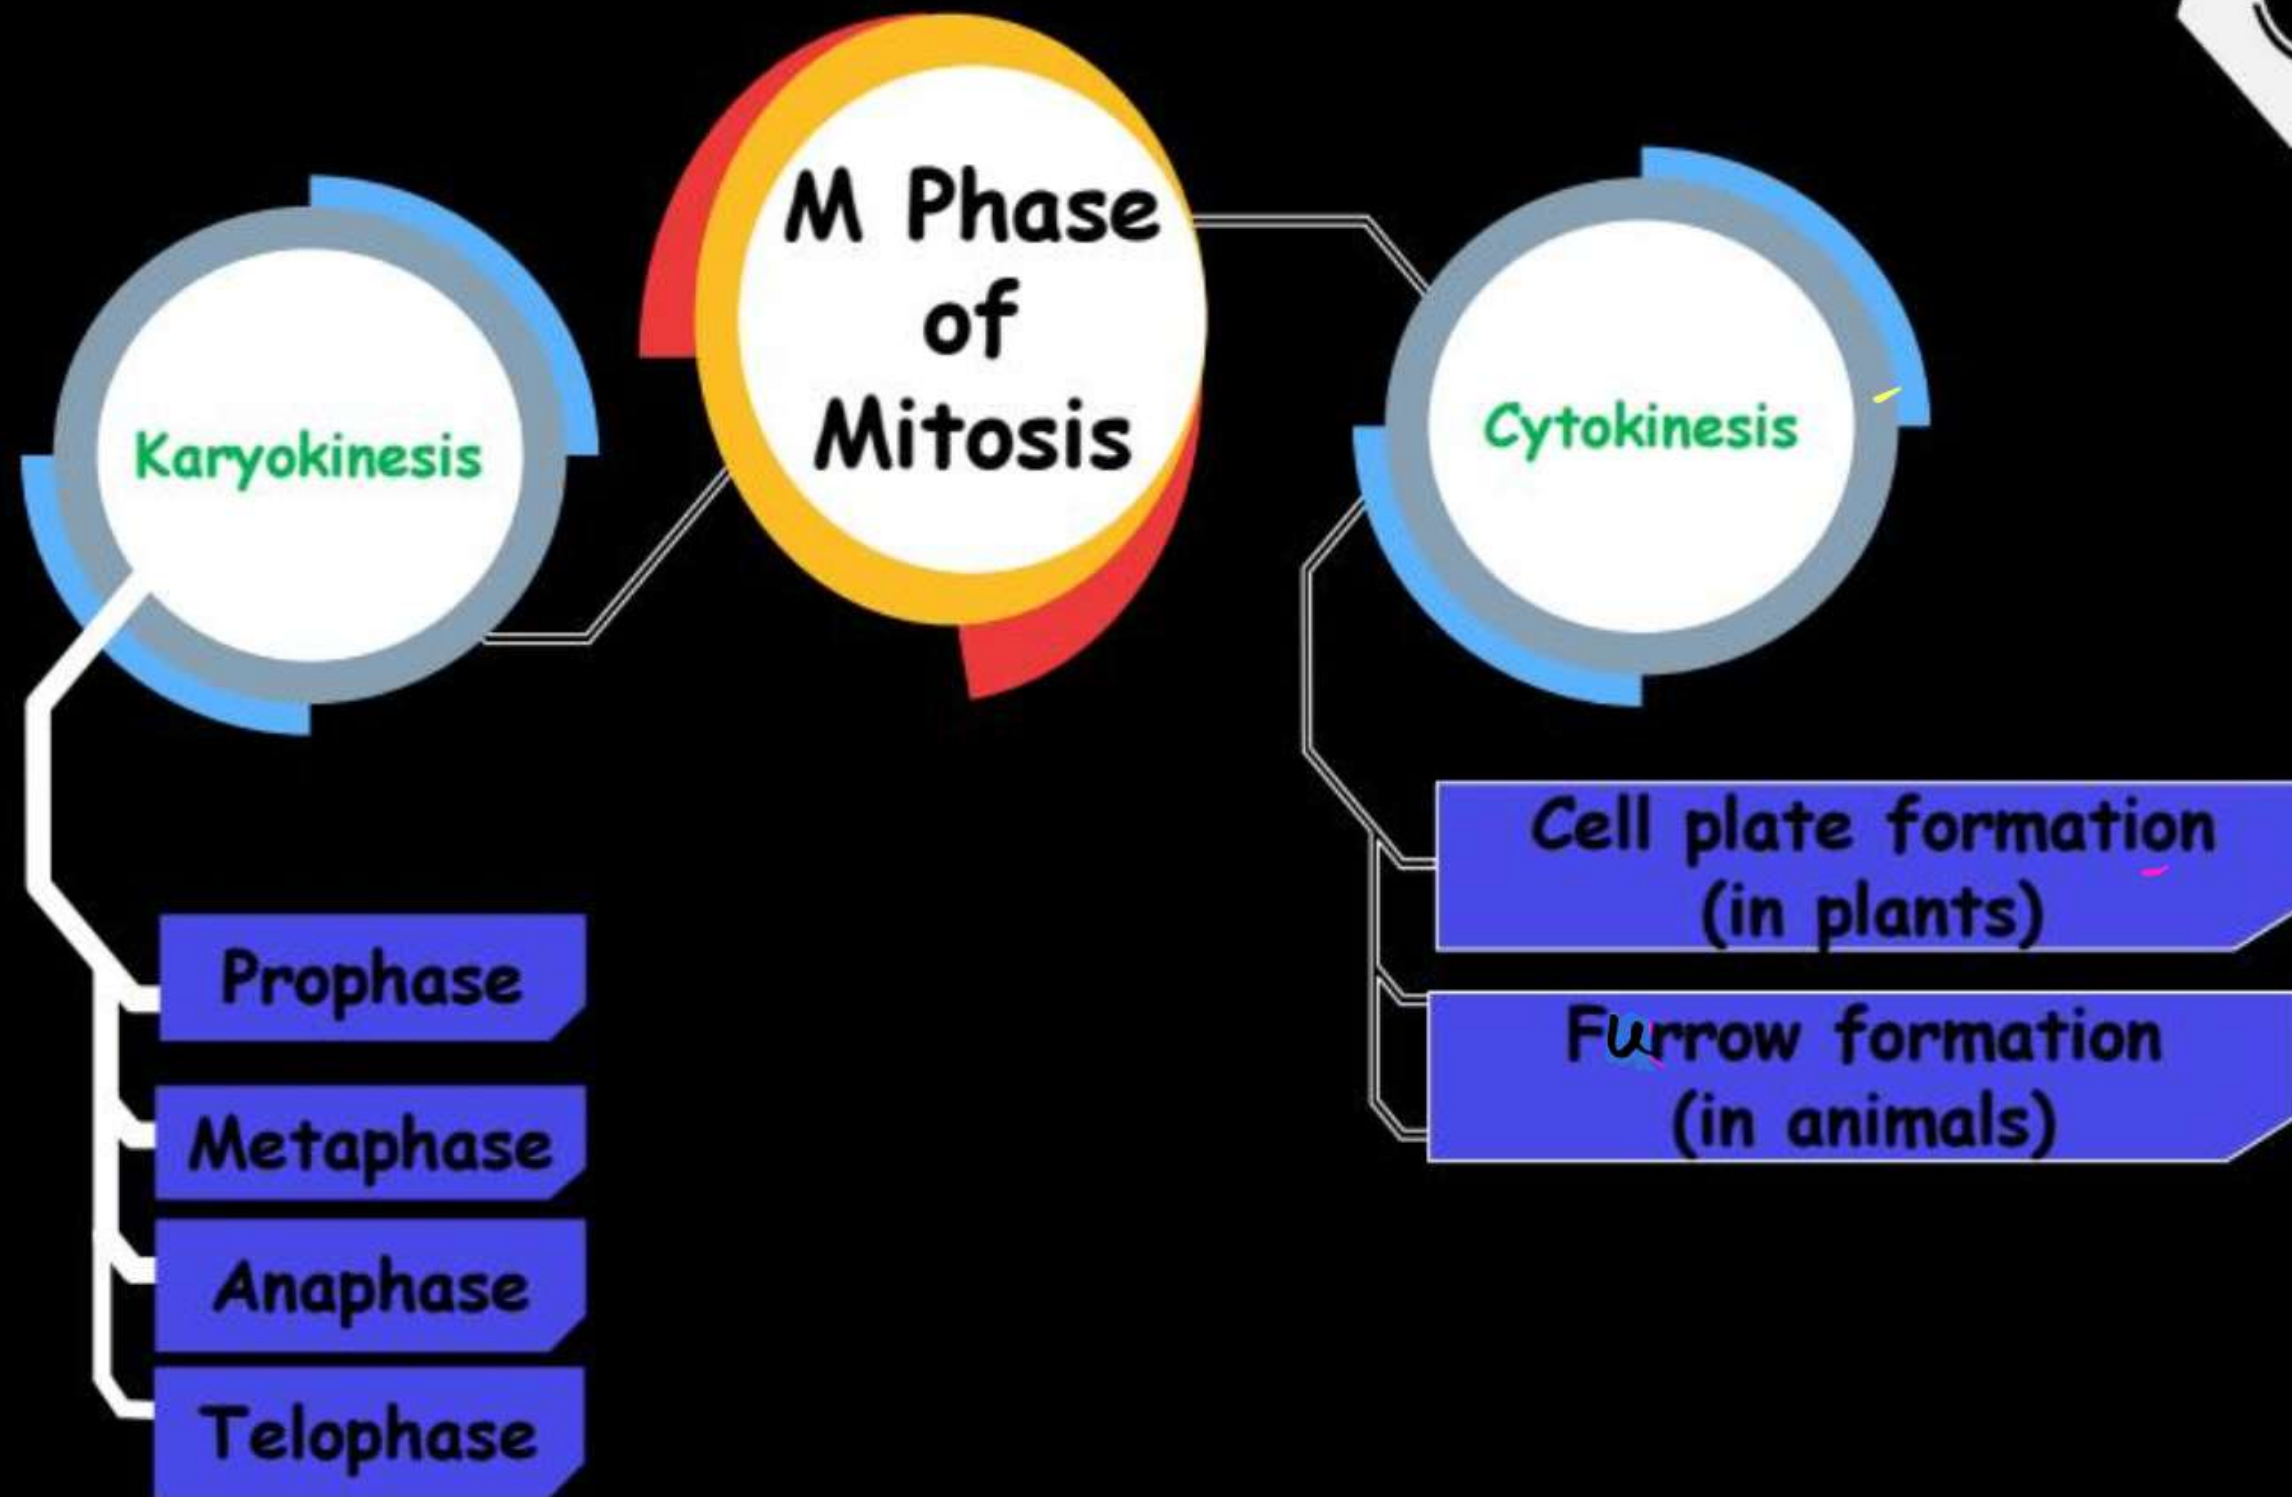 M Phase
of
Mitosis
Karyokinesis
Cytokinesis
Prophase
Metaphase
Anaphase
Telophase
Cell plate formation
(in plants)
Furrow formation
(in animals)